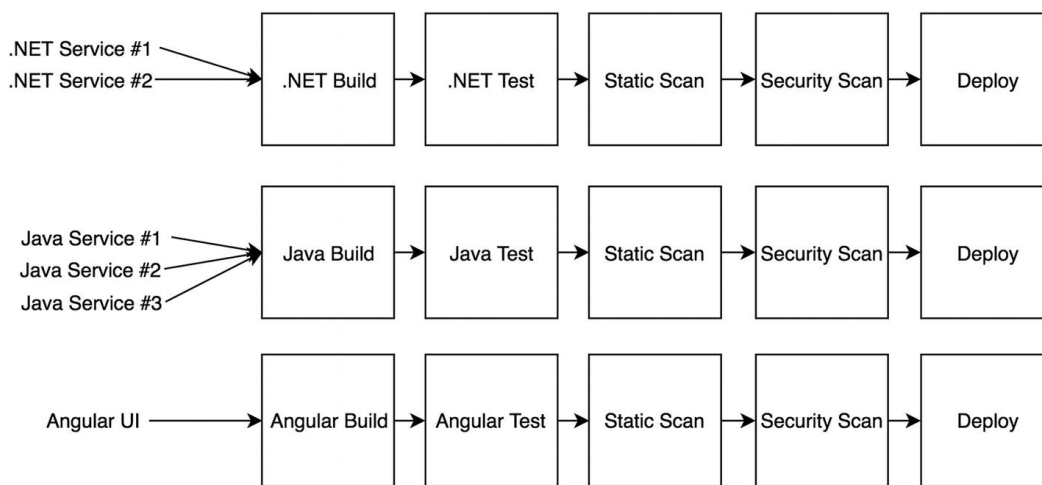 .NET Service #1
.NET Service #2
.NET Build
.NET Test
Static Scan
Security Scan
Deploy
Java Service #1
Java Service #2
Java Service #3
Java Build
Java Test
Static Scan
Security Scan
Deploy
Angular UI
Angular Build
Angular Test
Static Scan
Security Scan
Deploy